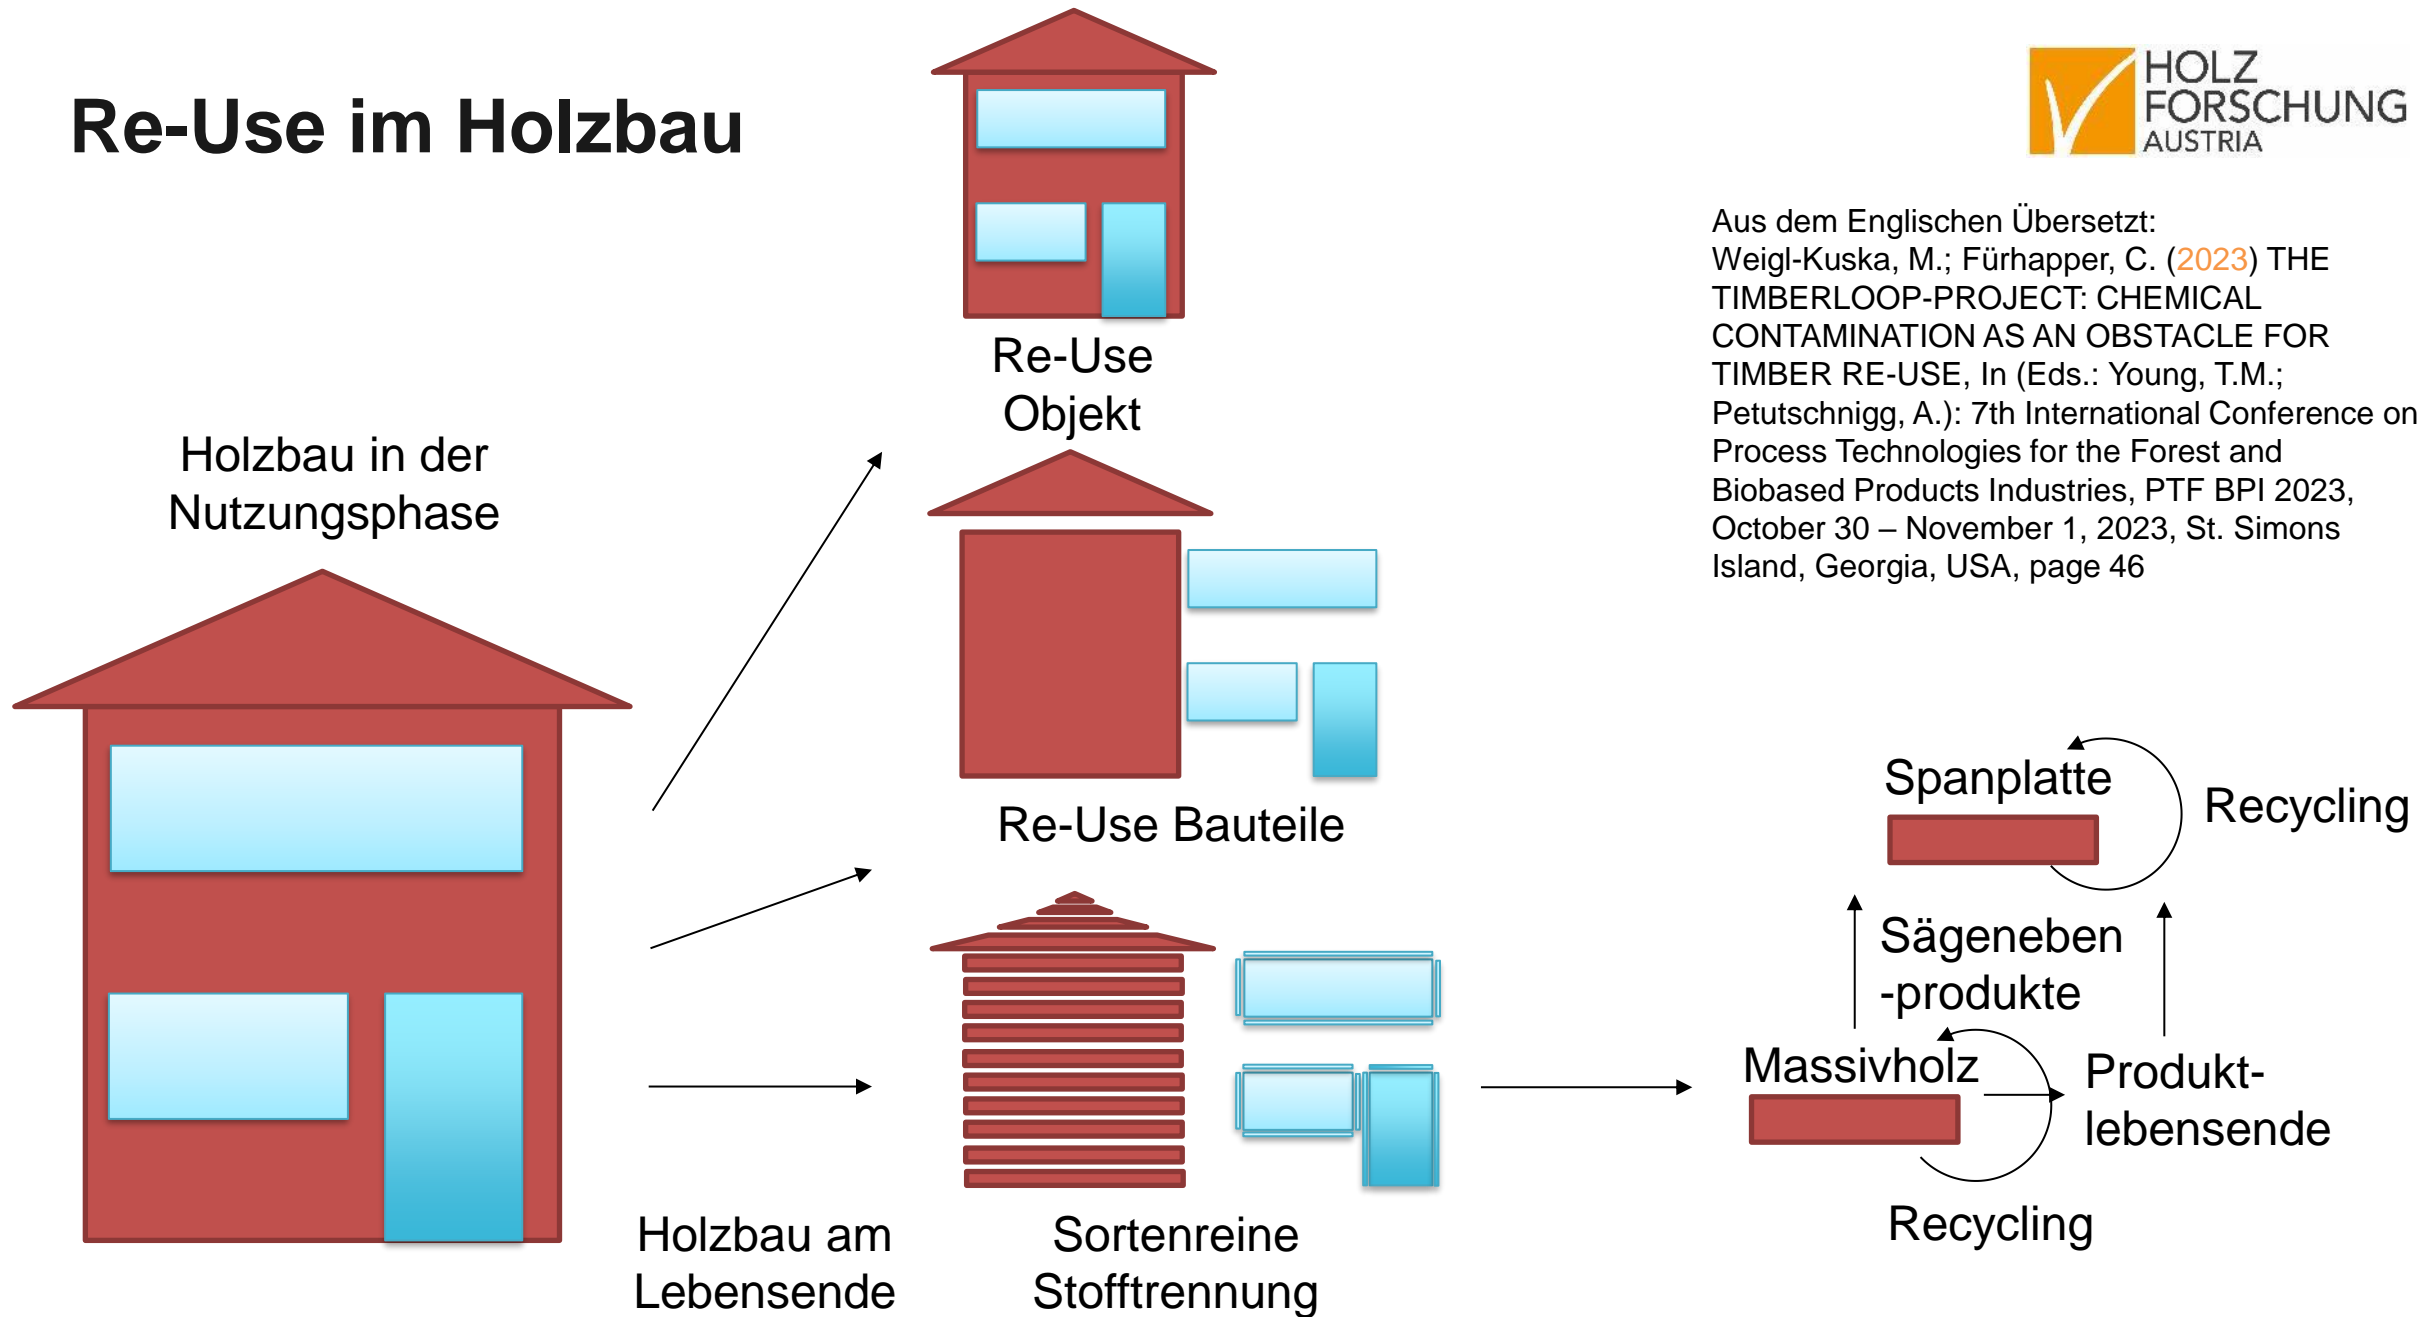 Re-Use im Holzbau
HOLZ
FORSCHUNG
AUSTRIA
Aus dem Englischen Übersetzt:
Weigl-Kuska, M.; Fürhapper, C. (2023) THE
TIMBERLOOP-PROJECT: CHEMICAL
CONTAMINATION AS AN OBSTACLE FOR
TIMBER RE-USE, In (Eds.: Young, T.M.;
Petutschnigg, A.): 7th International Conference on
Process Technologies for the Forest and
Biobased Products Industries, PTF BPI 2023,
October 30 – November 1, 2023, St. Simons
Island, Georgia, USA, page 46
Holzbau in der
Nutzungsphase
Re-Use
Objekt
Re-Use Bauteile
Holzbau am
Lebensende
Sortenreine
Stofftrennung
Spanplatte
Recycling
Sägeneben
-produkte
Massivholz
Produkt-
lebensende
Recycling